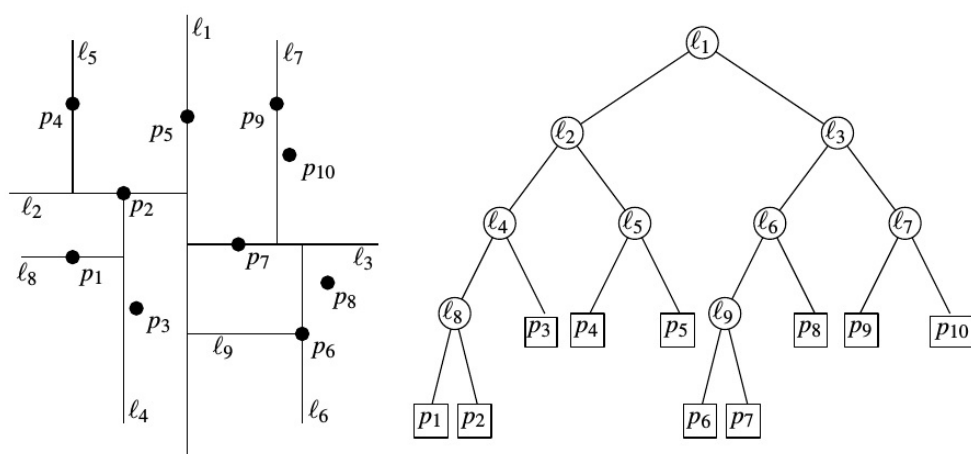 ℓ5
ℓ1
ℓ7
p4
p5
p9
p10
ℓ2
p2
p7
ℓ3
ℓ8
p1
p8
p3
ℓ9
p6
ℓ4
ℓ6
ℓ1
ℓ2 ℓ3
ℓ4 ℓ5 ℓ6 ℓ7
ℓ8 p3 p4 p5 ℓ9 p8 p9 p10
p1 p2 p6 p7